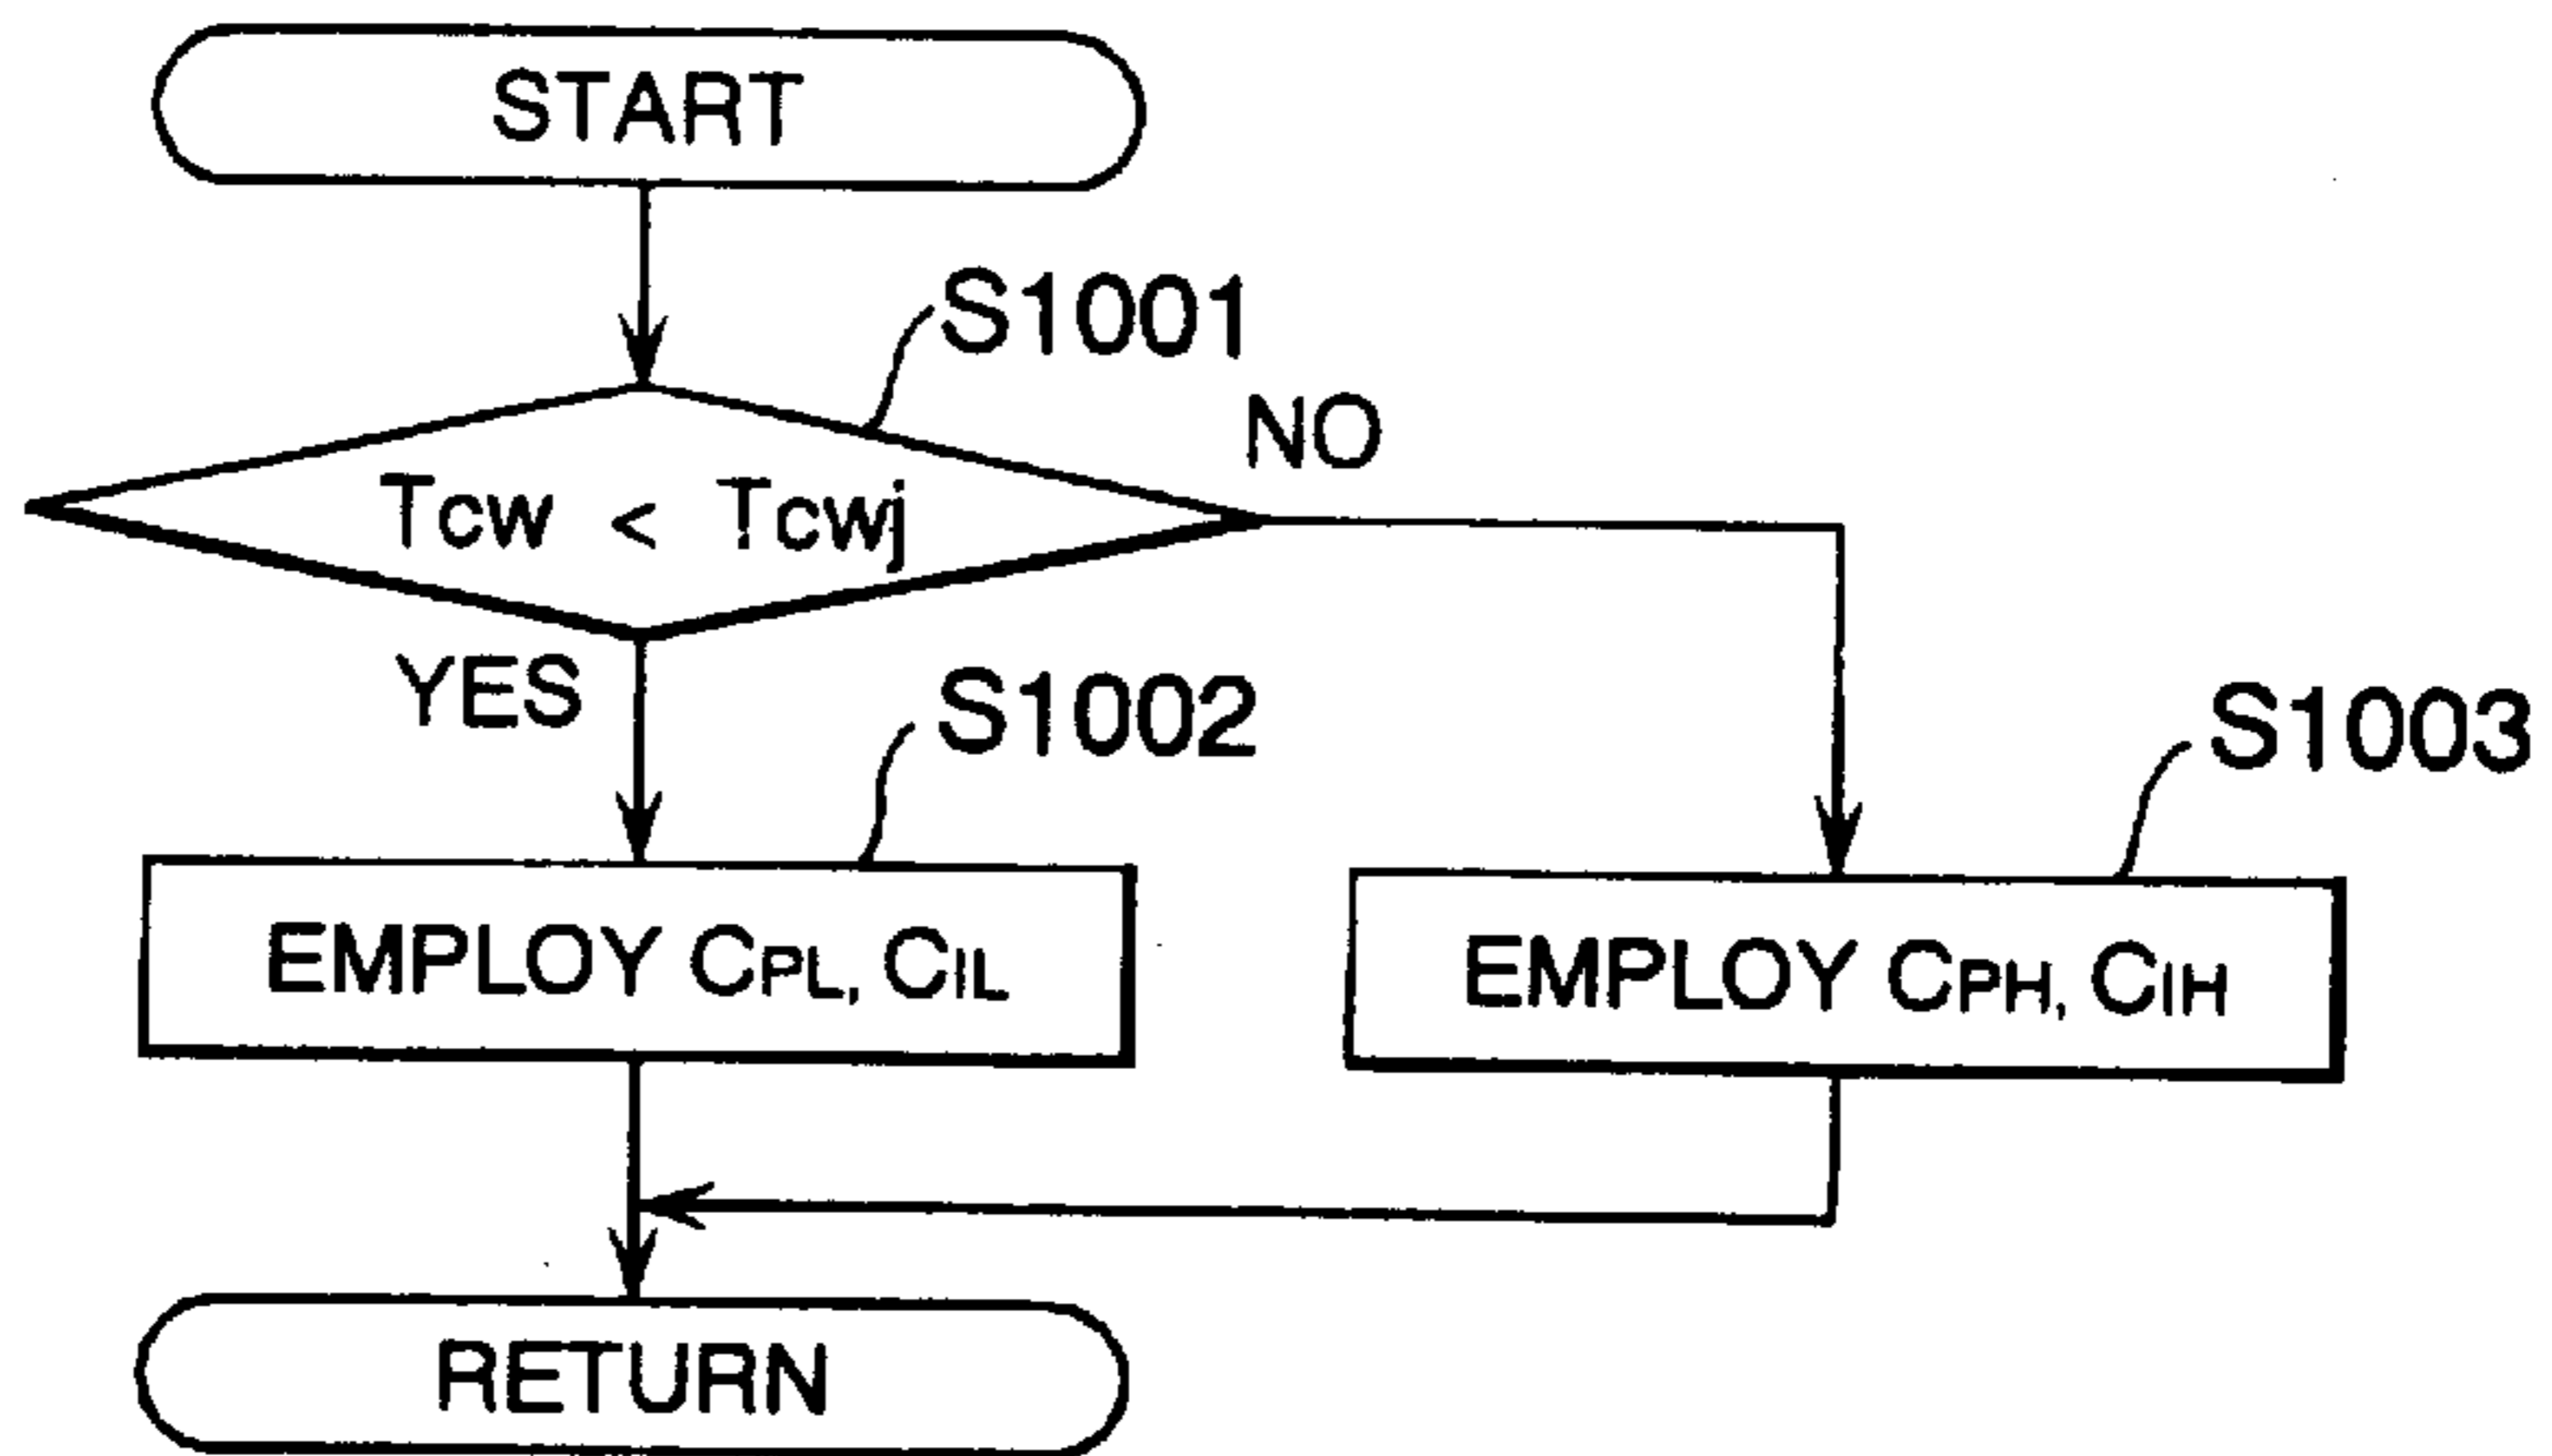 START
S1001
NO
Tcw < Tcwj
YES
S1002
S1003
EMPLOY CPL, CIL
EMPLOY CPH, CIH
RETURN